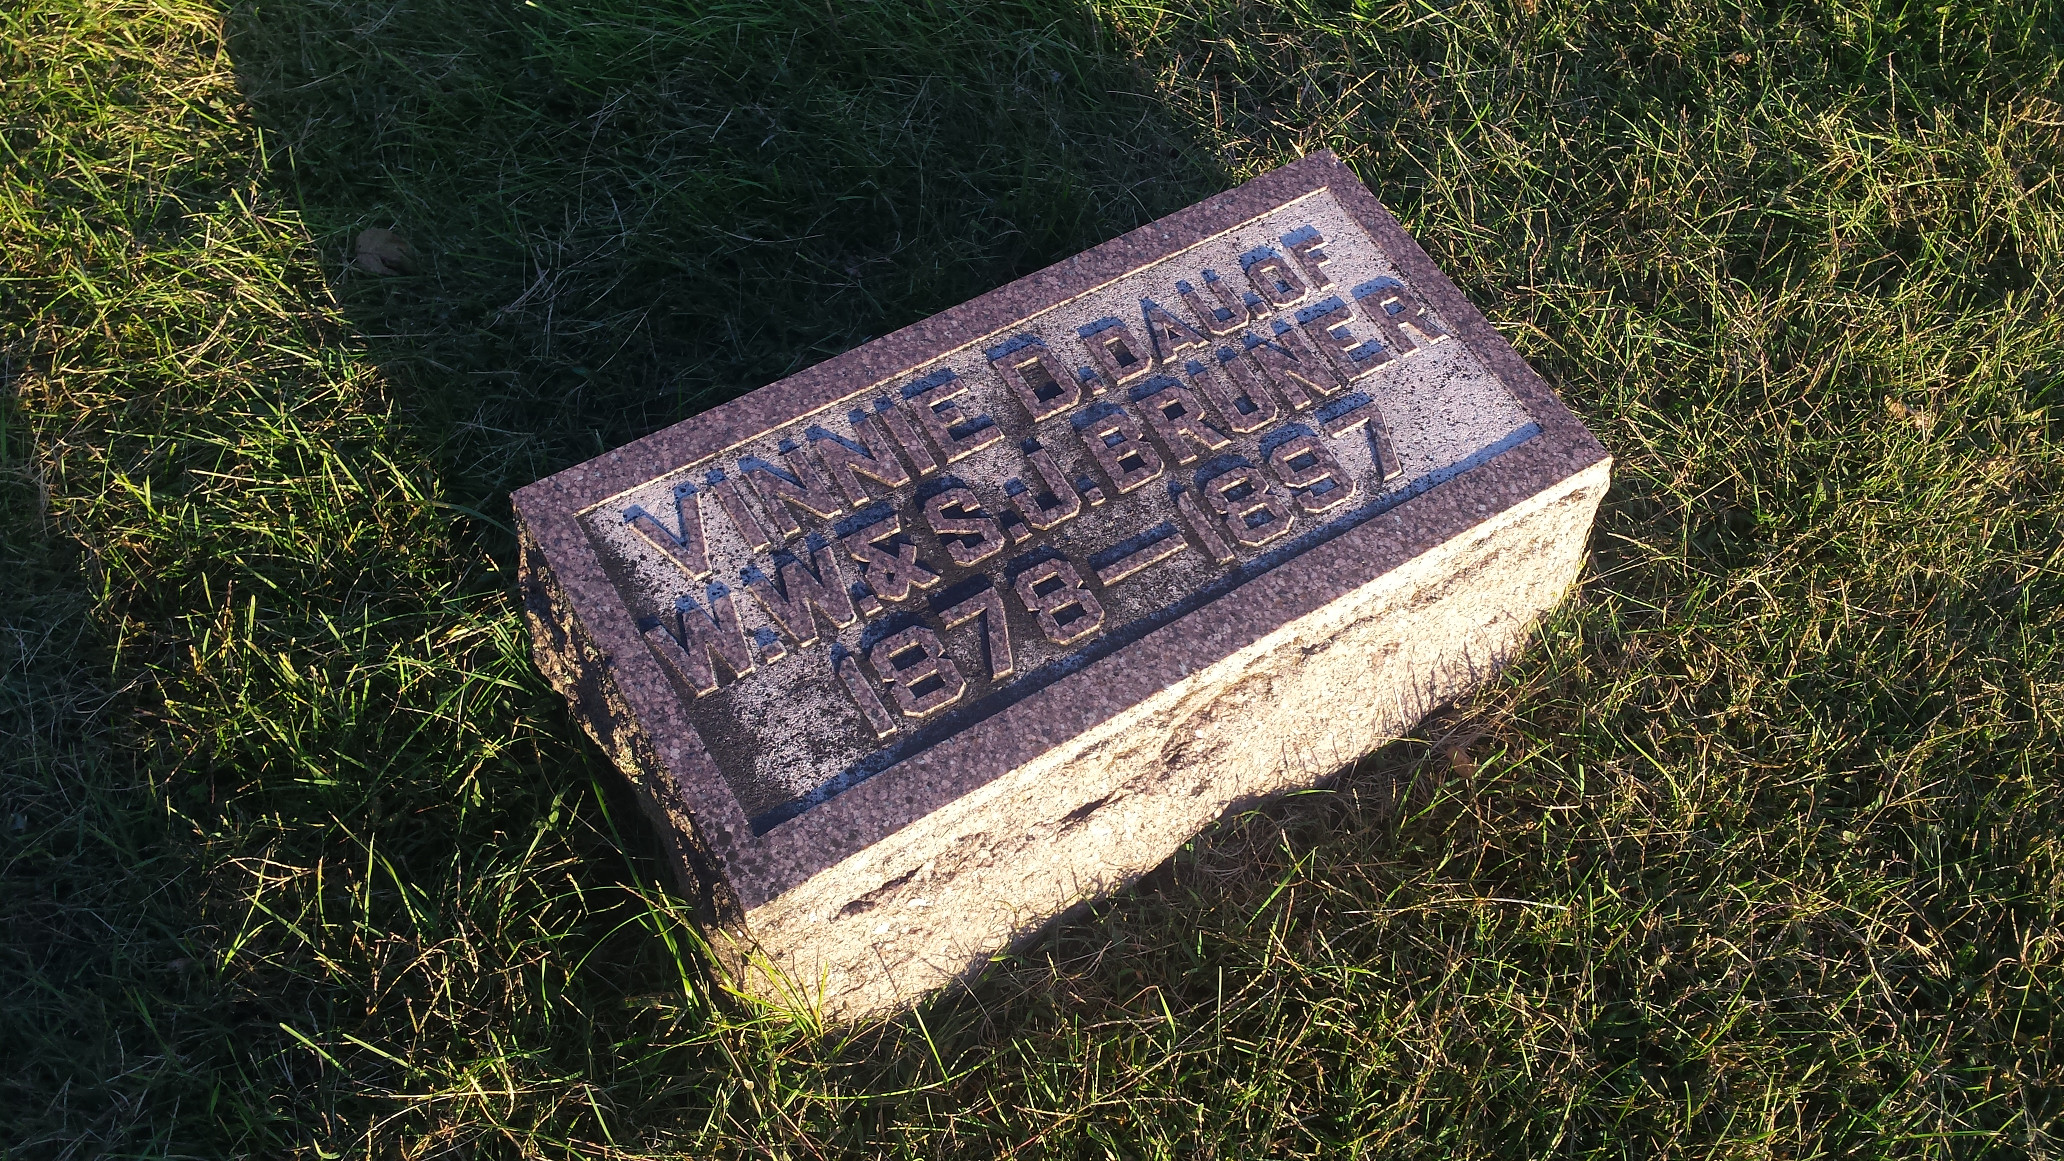 VINNIE D. DAU. OF
W. W. & S. J. BRUNER
1878—1897